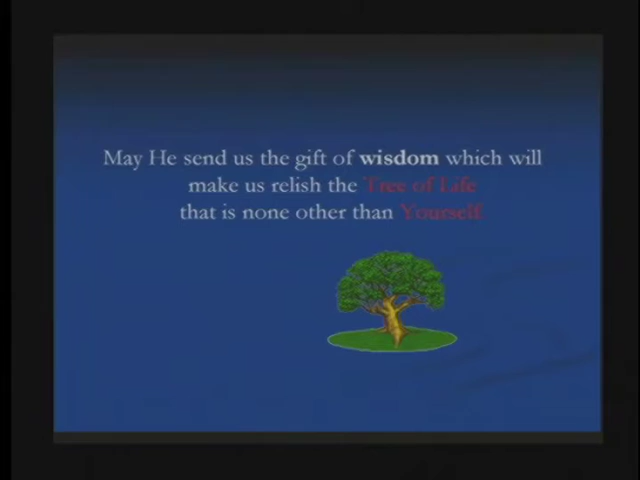 May He send us the gift of wisdom which will
make us relish the Tree of Life
that is none other than Yourself.